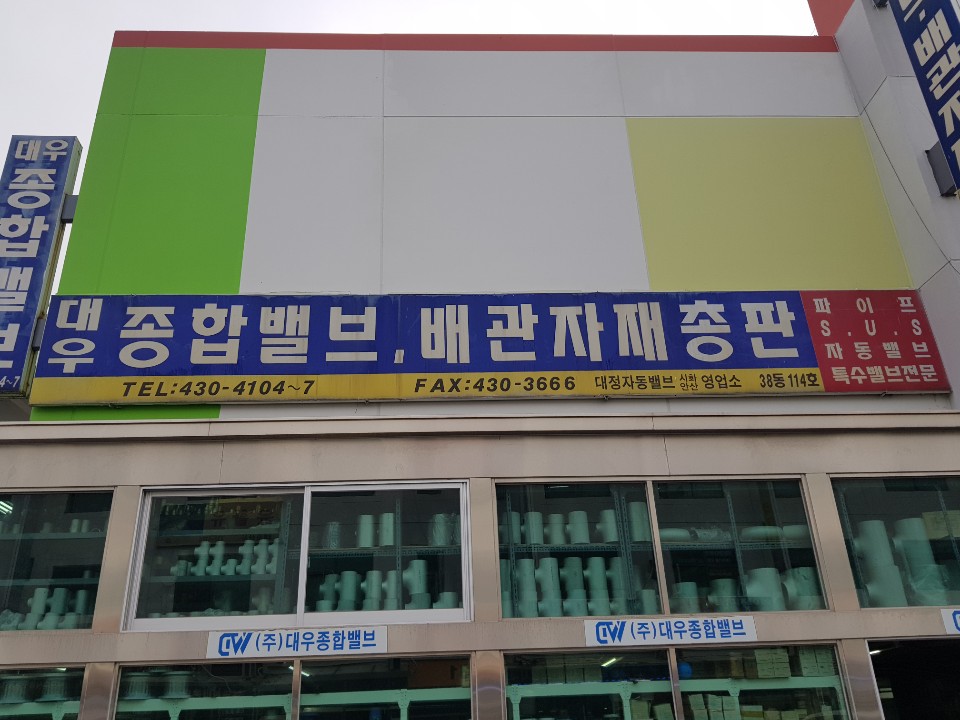 대우
종합밸브
대우 종합밸브, 배관자재총판
파이프
S.U.S
자동밸브
특수밸브전문
TEL:430-4104~7 FAX:430-3666 대정자동밸브 시화 안산 영업소 38동114호
배관자
DW (주)대우종합밸브
DW (주)대우종합밸브